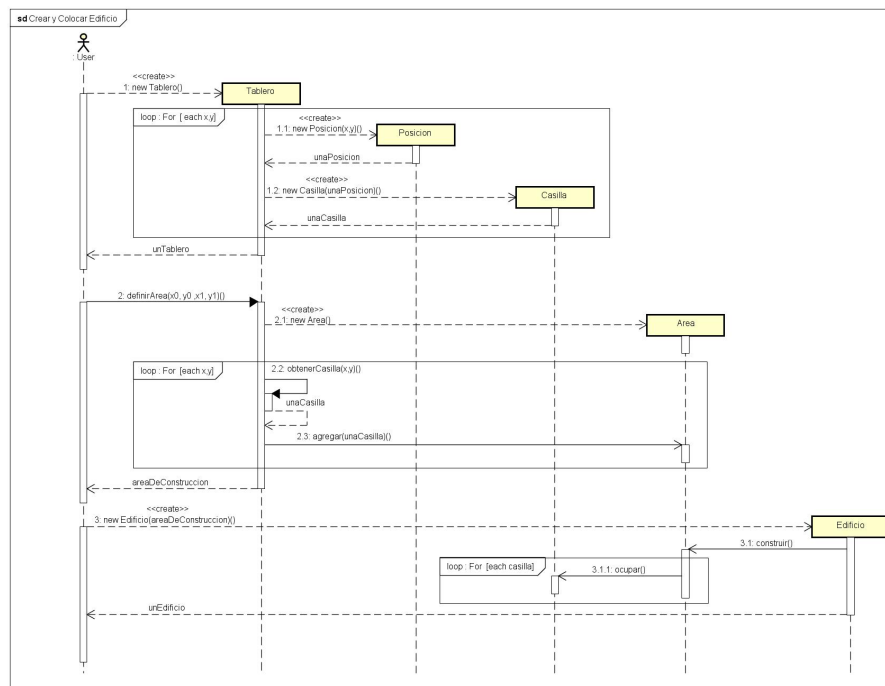 sd Crear y Colocar Edificio
: User
<<create>>
1: new Tablero()
Tablero
loop : For [ each x,y]
<<create>>
1.1: new Posicion(x,y)()
Posicion
unaPosicion
<<create>>
1.2: new Casilla(unaPosicion)()
Casilla
unaCasilla
unTablero
2: definirArea(x0, y0 ,x1, y1)()
<<create>>
2.1: new Area()
Area
loop : For [each x,y]
2.2: obtenerCasilla(x,y)()
unaCasilla
2.3: agregar(unaCasilla)()
areaDeConstruccion
<<create>>
3: new Edificio(areaDeConstruccion)()
Edificio
3.1: construir()
loop : For [each casilla]
3.1.1: ocupar()
unEdificio